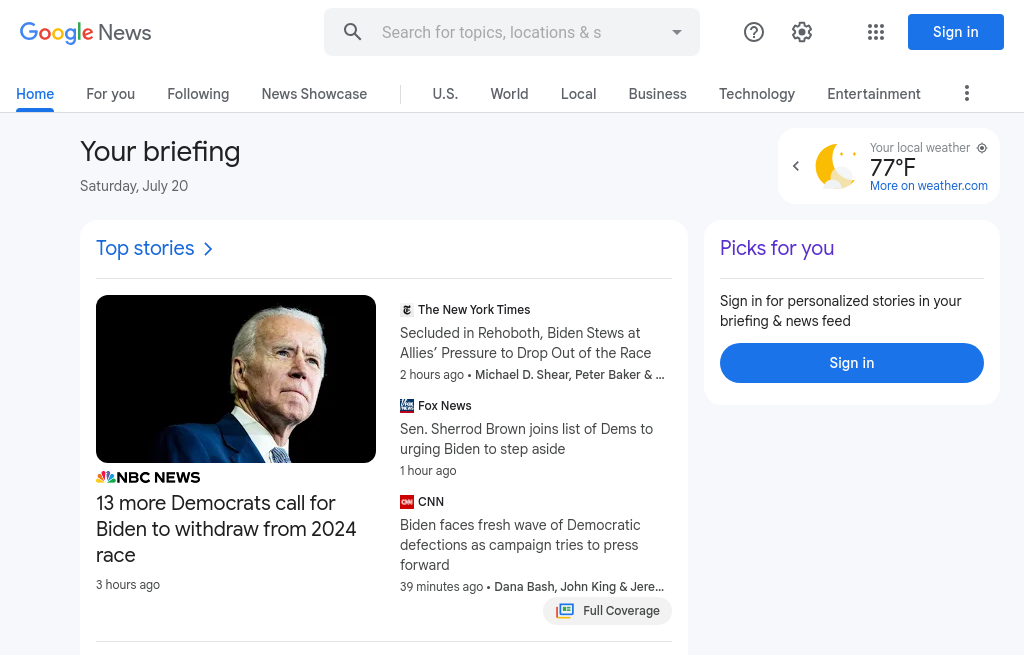 Google News
Search for topics, locations & s
Sign in
Home For you Following News Showcase U.S. World Local Business Technology Entertainment
Your briefing
Saturday, July 20
Your local weather
77°F
More on weather.com
Top stories
NBC NEWS
13 more Democrats call for
Biden to withdraw from 2024
race
3 hours ago
The New York Times
Secluded in Rehoboth, Biden Stews at
Allies’ Pressure to Drop Out of the Race
2 hours ago • Michael D. Shear, Peter Baker & ...
Fox News
Sen. Sherrod Brown joins list of Dems to
urging Biden to step aside
1 hour ago
CNN
CNN
Biden faces fresh wave of Democratic
defections as campaign tries to press
forward
39 minutes ago • Dana Bash, John King & Jere...
Full Coverage
Picks for you
Sign in for personalized stories in your
briefing & news feed
Sign in